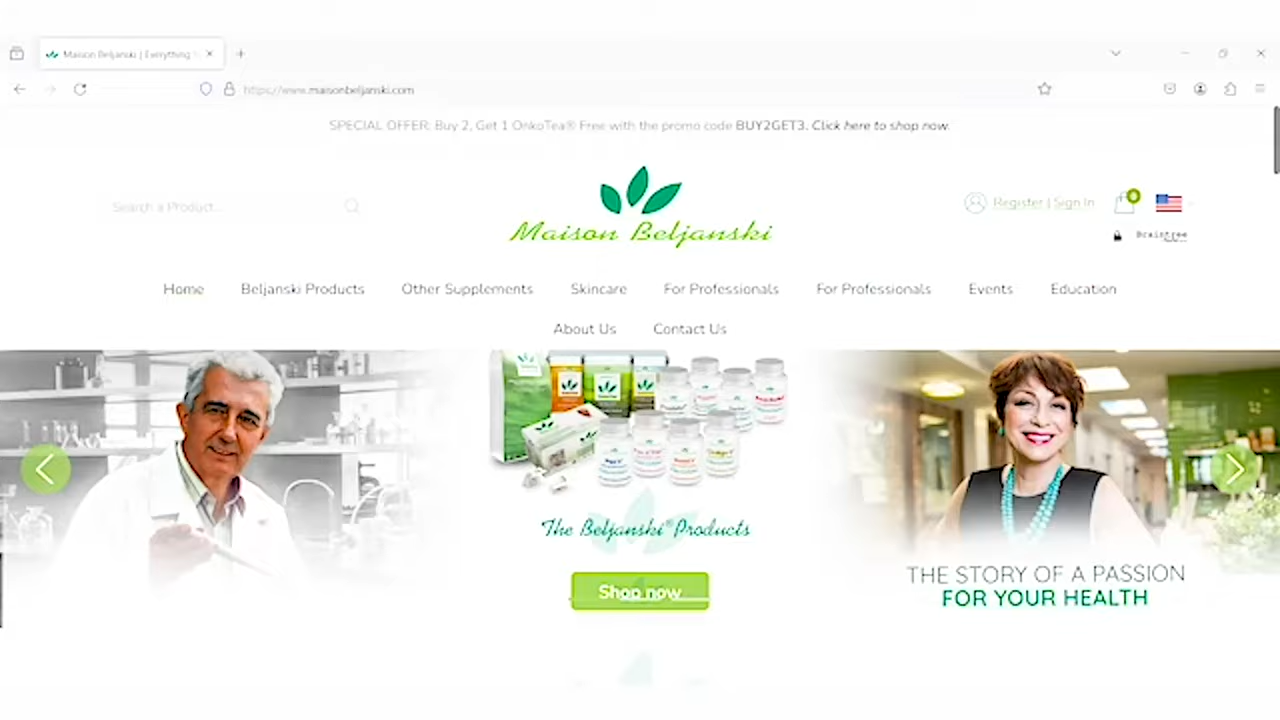 Maison Beljanski | Everything
https://www.maisonbeljanski.com
SPECIAL OFFER: Buy 2, Get 1 OnkoTea® Free with the promo code BUY2GET3. Click here to shop now.
Search a Product...
Maison Beljanski
Register | Sign In
0
Braintree
Home Beljanski Products Other Supplements Skincare For Professionals For Professionals Events Education
About Us Contact Us
The Beljanski® Products
Shop now
THE STORY OF A PASSION
FOR YOUR HEALTH